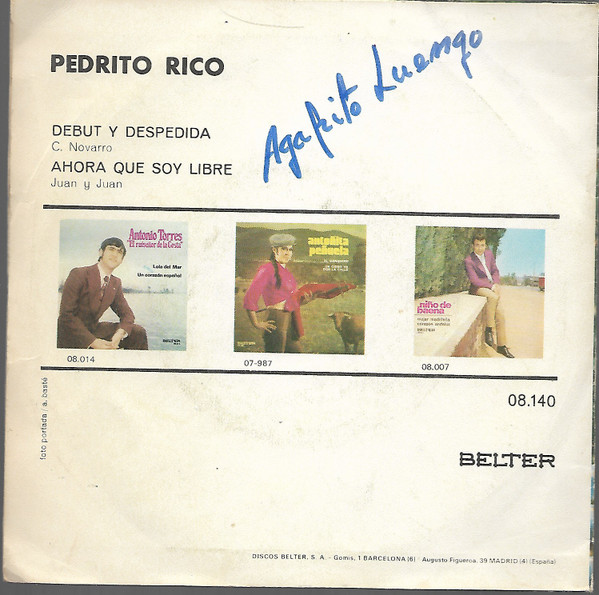 PEDRITO RICO
Agapito Luengo
DEBUT Y DESPEDIDA
C. Novarro
AHORA QUE SOY LIBRE
Juan y Juan
Antonio Torres
"El ruiseñor de la Costa"
Lola del Mar
Un corazón español
BELTER
08.014
antoñita
peñuela
07-987
niño de
baena
BELTER
08.007
foto portada / a. basté
08.140
BELTER
DISCOS BELTER, S. A. - Gomis, 1 BARCELONA (6) / Augusto Figueroa, 39 MADRID (4) (España)